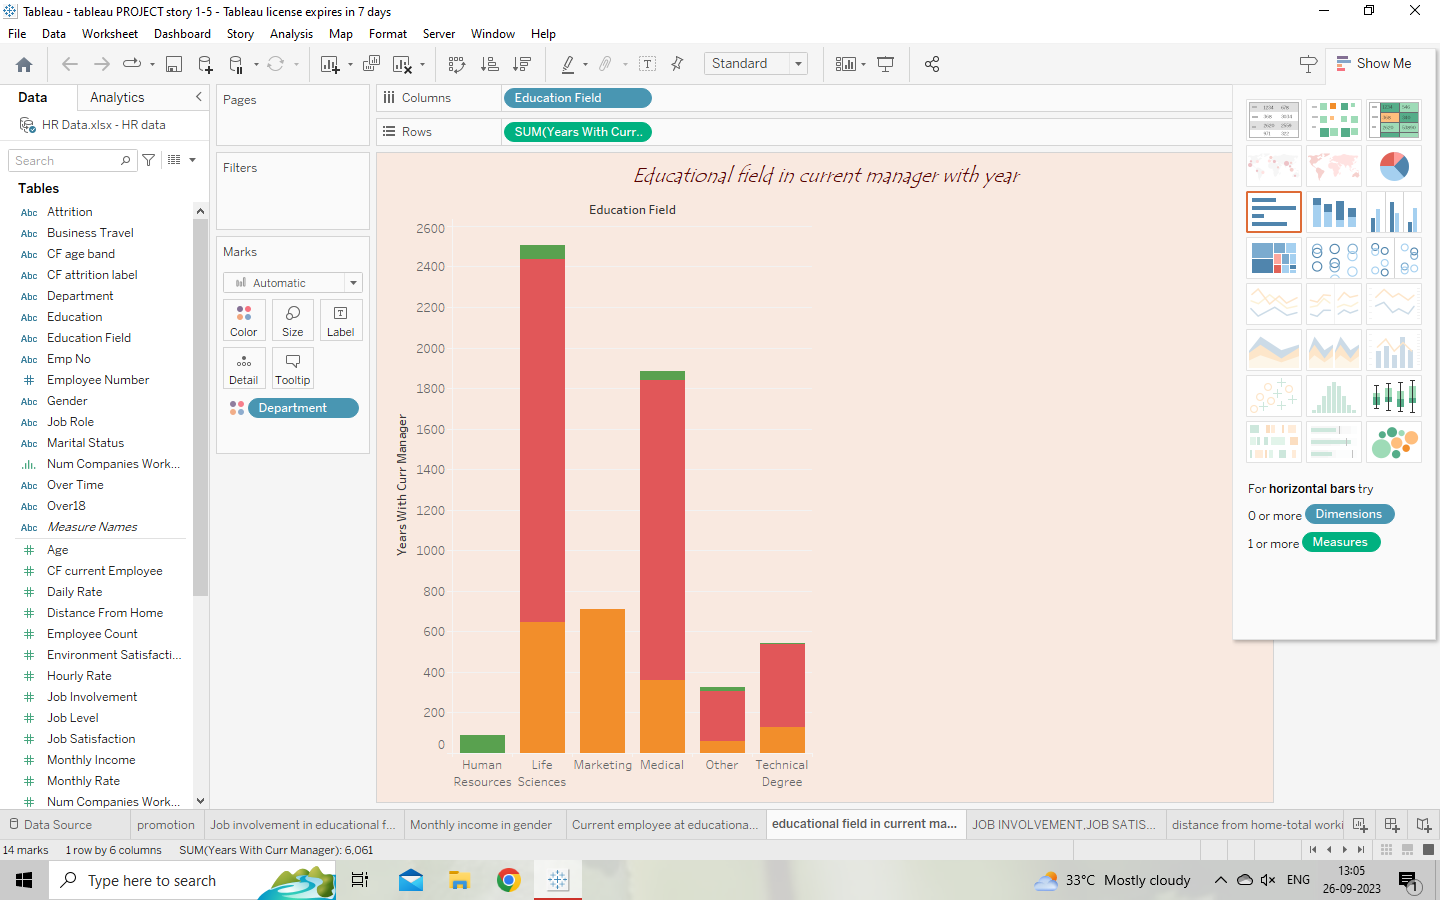 Tableau - tableau PROJECT story 1-5 - Tableau license expires in 7 days
File Data Worksheet Dashboard Story Analysis Map Format Server Window Help
Standard
Show Me
Data Analytics
HR Data.xlsx - HR data
Search
Tables
Abc Attrition
Abc Business Travel
Abc CF age band
Abc CF attrition label
Abc Department
Abc Education
Abc Education Field
Abc Emp No
Employee Number
Abc Gender
Abc Job Role
Abc Marital Status
Num Companies Work...
Abc Over Time
Abc Over18
Abc Measure Names
Age
CF current Employee
Daily Rate
Distance From Home
Employee Count
Environment Satisfacti...
Hourly Rate
Job Involvement
Job Level
Job Satisfaction
Monthly Income
Monthly Rate
Num Companies Work...
Pages
Filters
Marks
Automatic
Color Size Label
Detail Tooltip
Department
Columns Education Field
Rows SUM(Years With Curr..
Educational field in current manager with year
Education Field
Years With Curr Manager
2600
2400
2200
2000
1800
1600
1400
1200
1000
800
600
400
200
0
Human Resources
Life Sciences
Marketing
Medical
Other
Technical Degree
For horizontal bars try
0 or more Dimensions
1 or more Measures
Data Source promotion Job involvement in educational f... Monthly income in gender Current employee at educationa... educational field in current ma... JOB INVOLVEMENT,JOB SATIS... distance from home-total worki
14 marks 1 row by 6 columns SUM(Years With Curr Manager): 6,061
Type here to search
33°C Mostly cloudy
ENG
13:05
26-09-2023
1